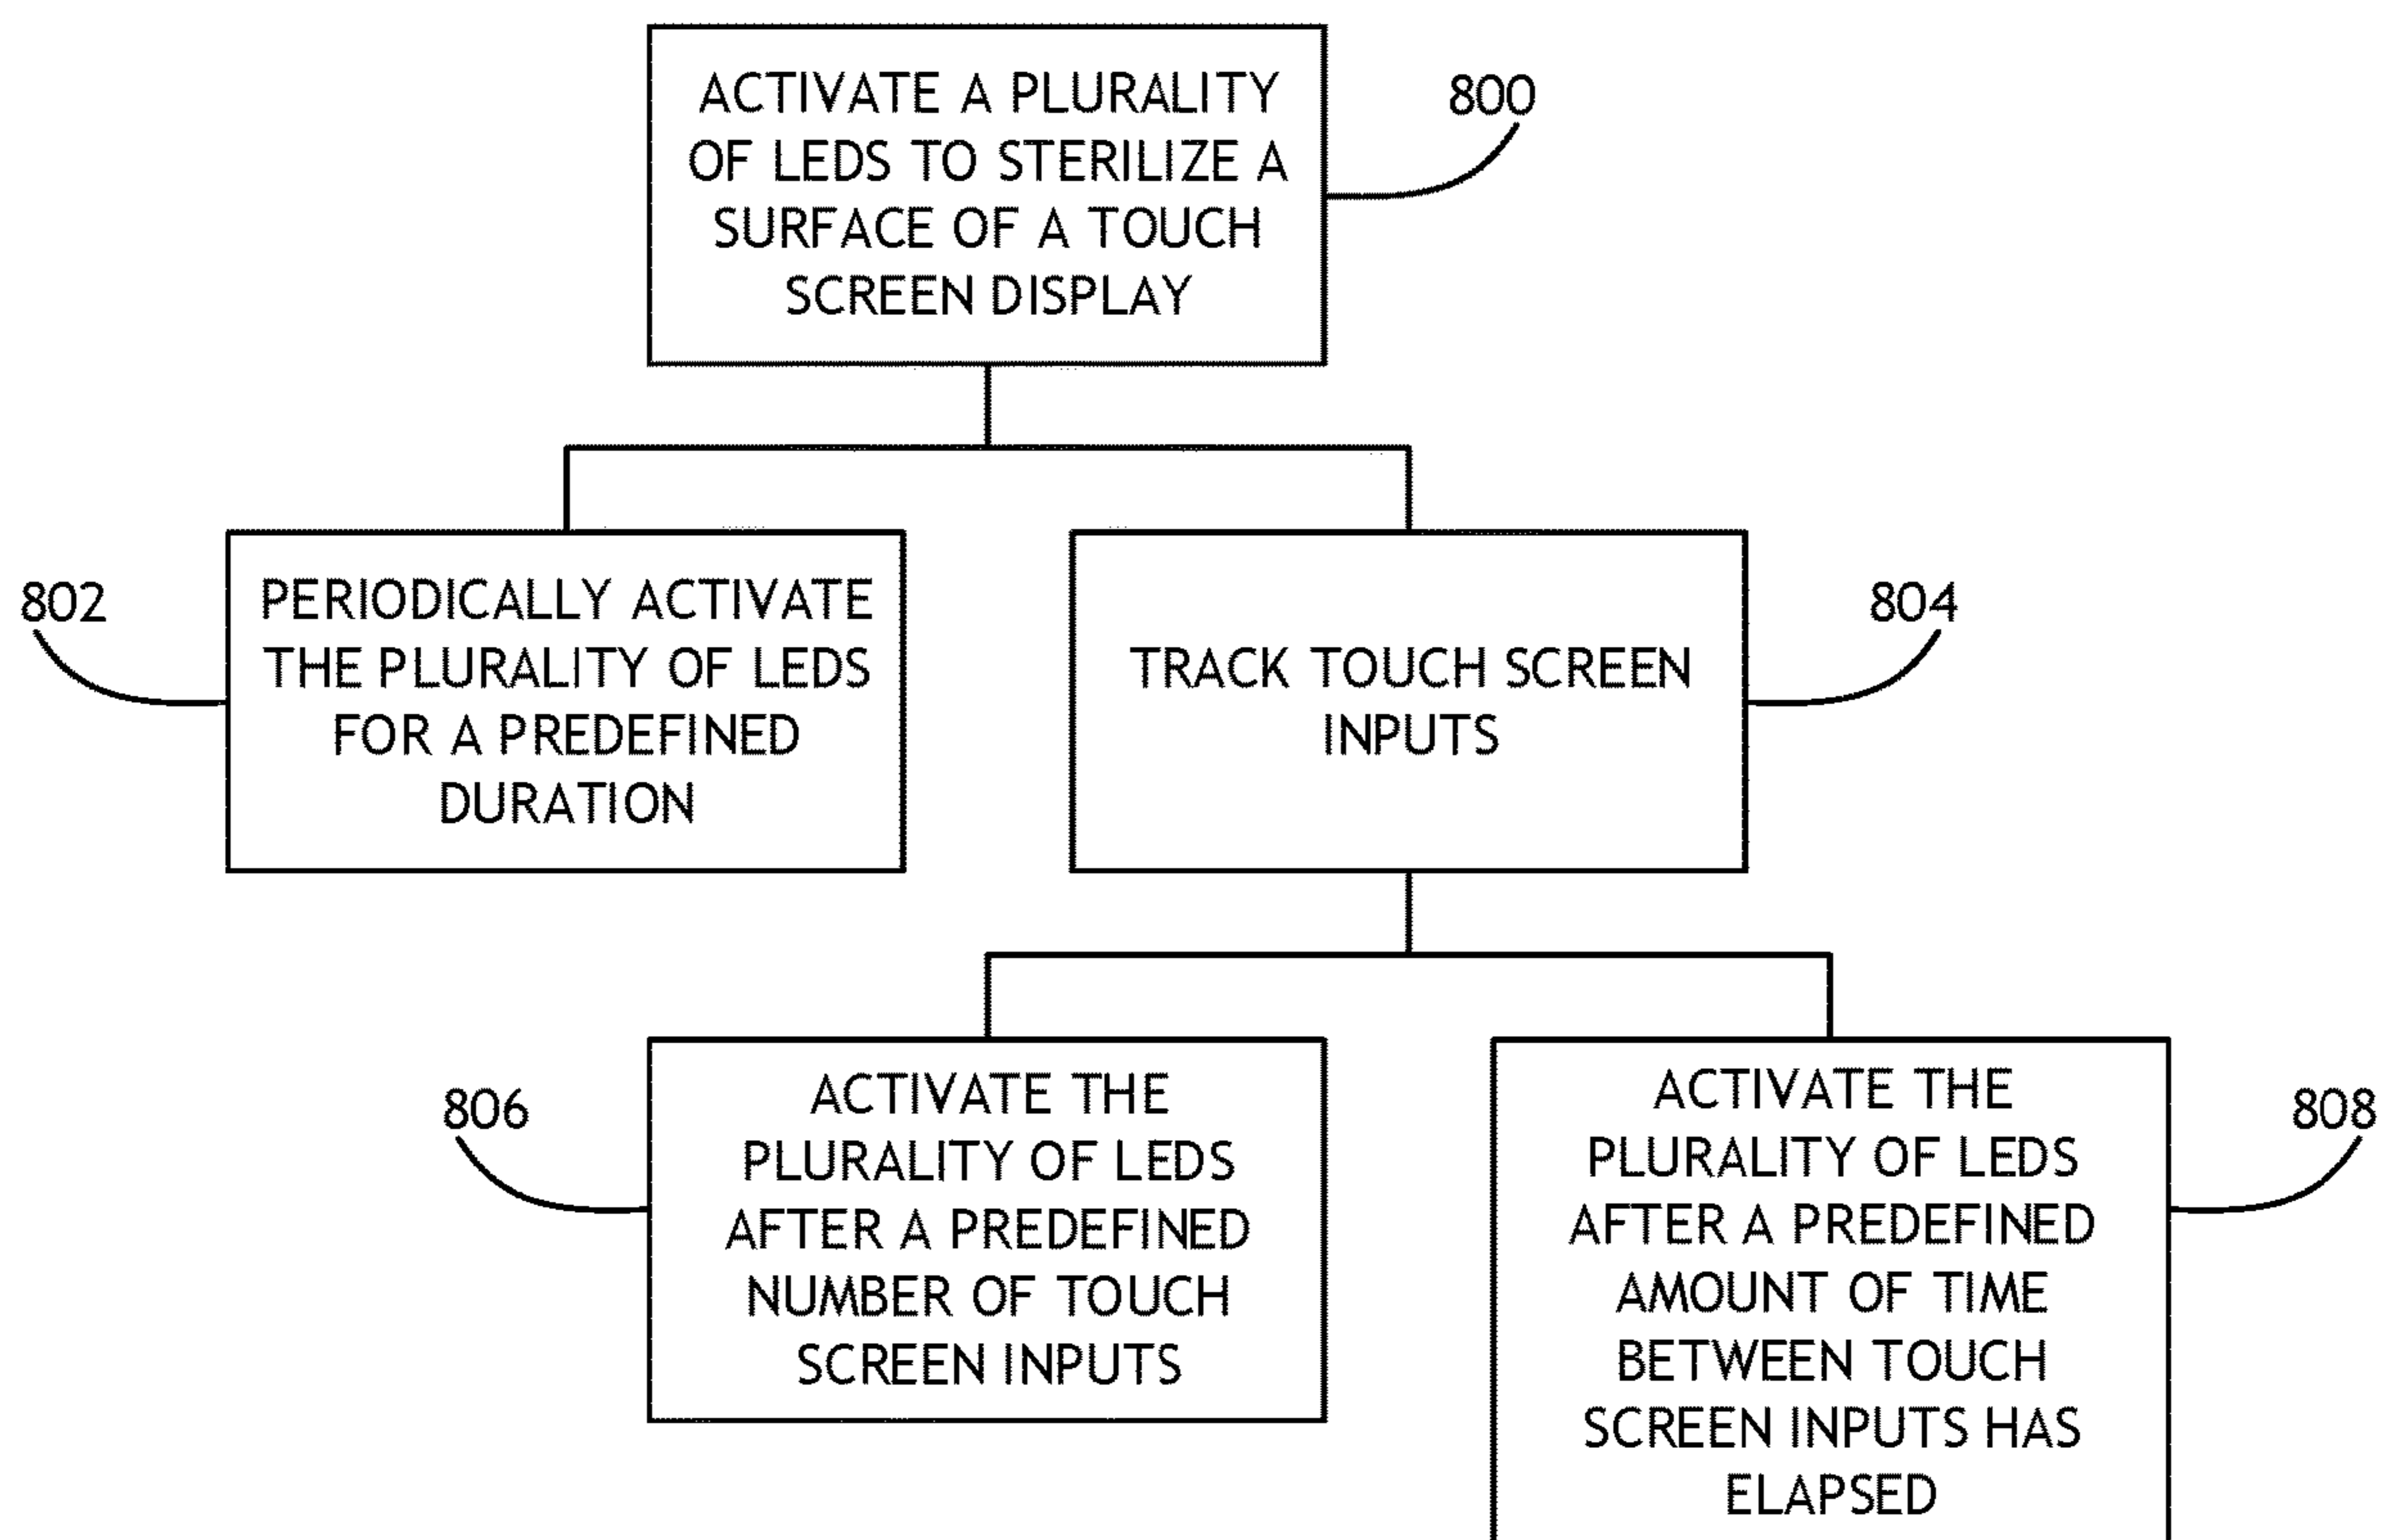 ACTIVATE A PLURALITY
OF LEDS TO STERILIZE A
SURFACE OF A TOUCH
SCREEN DISPLAY
800
802
PERIODICALLY ACTIVATE
THE PLURALITY OF LEDS
FOR A PREDEFINED
DURATION
TRACK TOUCH SCREEN
INPUTS
804
806
ACTIVATE THE
PLURALITY OF LEDS
AFTER A PREDEFINED
NUMBER OF TOUCH
SCREEN INPUTS
ACTIVATE THE
PLURALITY OF LEDS
AFTER A PREDEFINED
AMOUNT OF TIME
BETWEEN TOUCH
SCREEN INPUTS HAS
ELAPSED
808